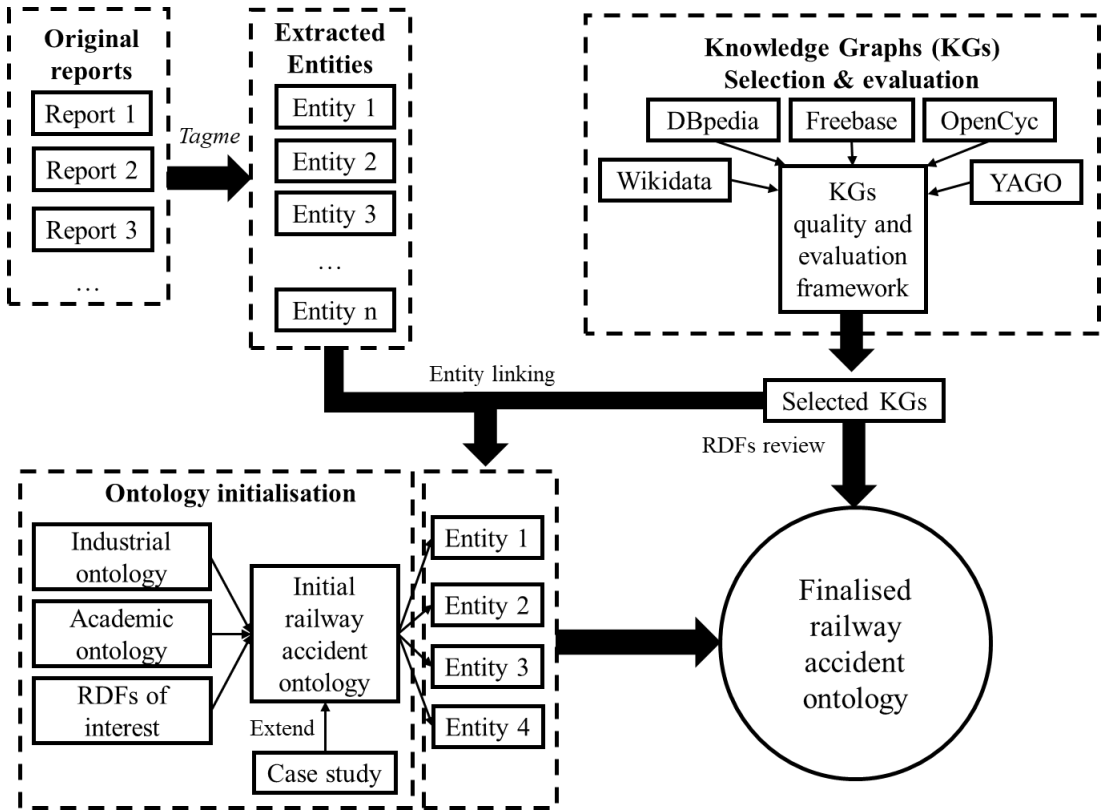 Original
reports
Report 1
Report 2
Report 3
…
Tagme
Extracted
Entities
Entity 1
Entity 2
Entity 3
…
Entity n
Knowledge Graphs (KGs)
Selection & evaluation
DBpedia
Freebase
OpenCyc
Wikidata
YAGO
KGs
quality and
evaluation
framework
Entity linking
Selected KGs
RDFs review
Ontology initialisation
Industrial
ontology
Academic
ontology
RDFs of
interest
Initial
railway
accident
ontology
Extend
Case study
Entity 1
Entity 2
Entity 3
Entity 4
Finalised
railway
accident
ontology